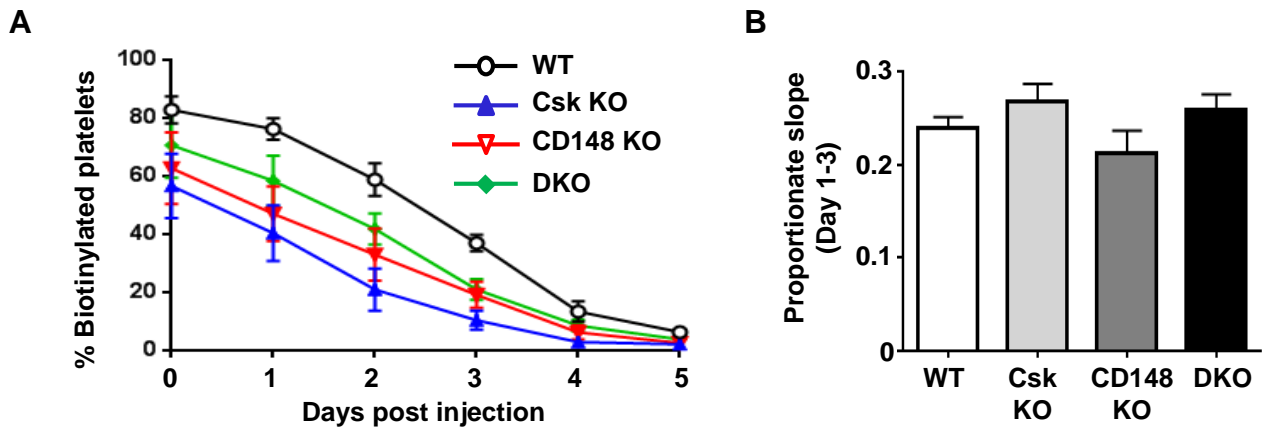 A
% Biotinylated platelets
100
80
60
40
20
0
0 1 2 3 4 5
Days post injection
WT
Csk KO
CD148 KO
DKO
B
Proportionate slope
(Day 1-3)
0.3
0.2
0.1
0
WT Csk CD148 DKO
KO KO